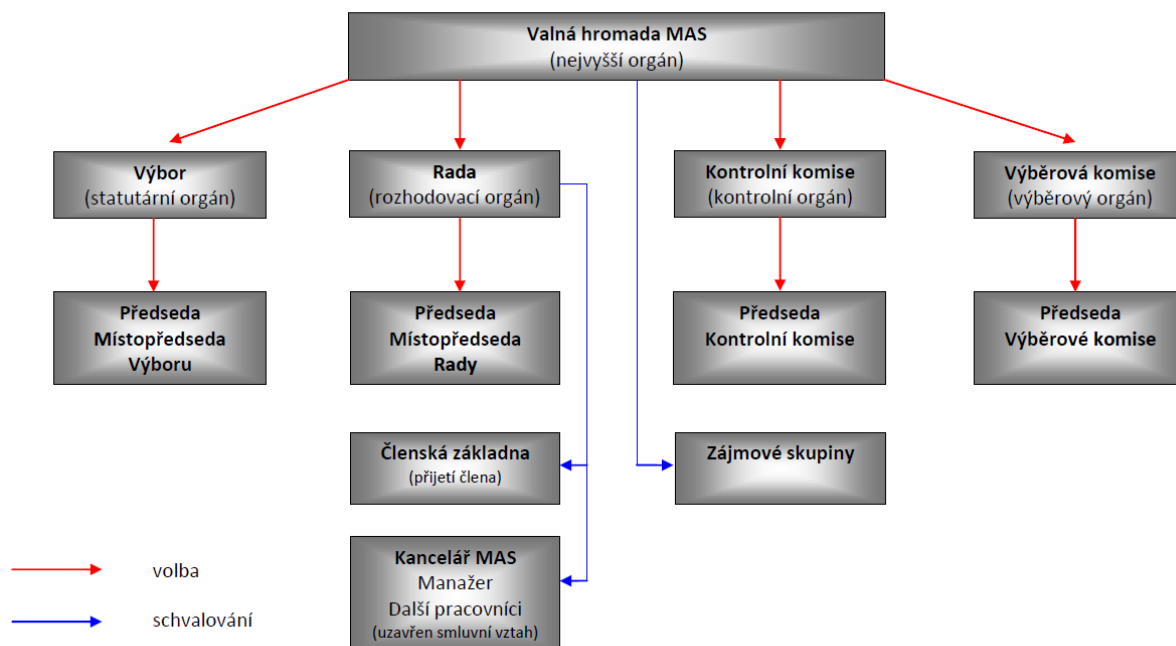 Valná hromada MAS
(nejvyšší orgán)
Výbor
(statutární orgán)
Rada
(rozhodovací orgán)
Kontrolní komise
(kontrolní orgán)
Výběrová komise
(výběrový orgán)
Předseda
Místopředseda
Výboru
Předseda
Místopředseda
Rady
Předseda
Kontrolní komise
Předseda
Výběrové komise
Členská základna
(přijetí člena)
Zájmové skupiny
Kancelář MAS
Manažer
Další pracovníci
(uzavřen smluvní vztah)
volba
schvalování